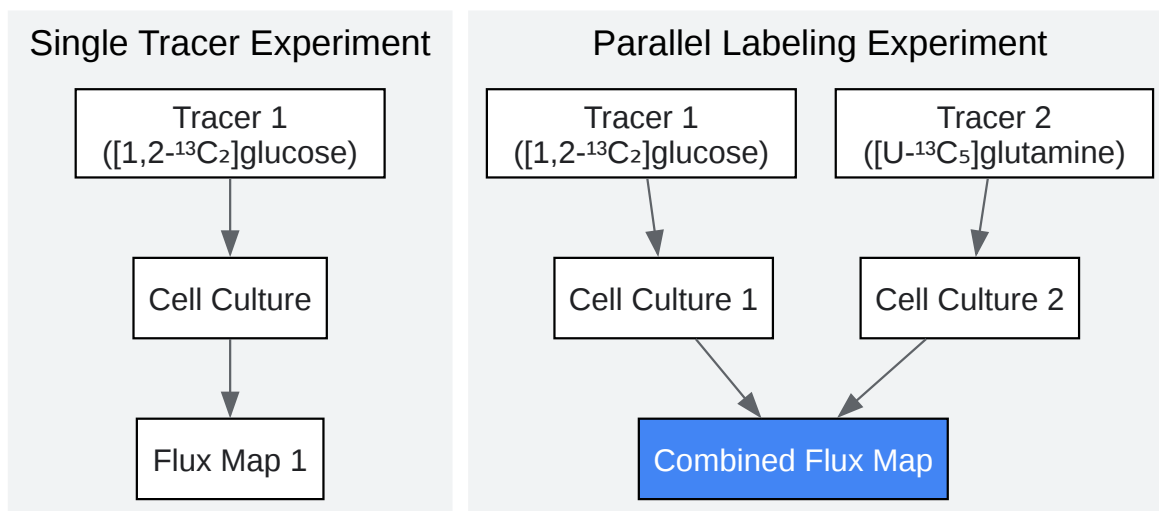 Single Tracer Experiment
Tracer 1
([1,2-¹³C₂]glucose)
Cell Culture
Flux Map 1
Parallel Labeling Experiment
Tracer 1
([1,2-¹³C₂]glucose)
Tracer 2
([U-¹³C₅]glutamine)
Cell Culture 1
Cell Culture 2
Combined Flux Map